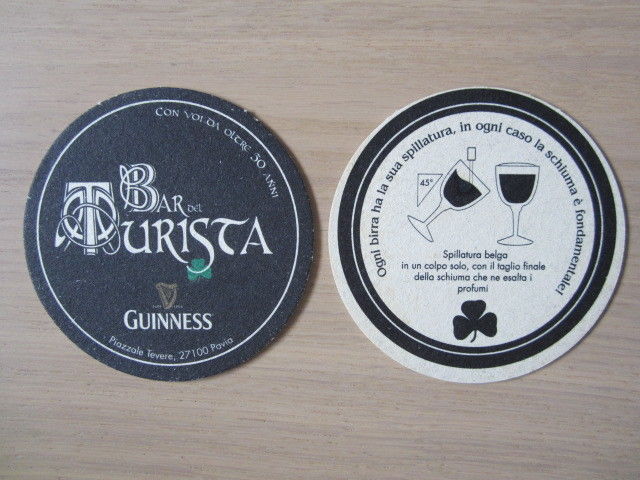 CON VOI DA OLTRE 50 ANNI
BAR del
TURISTA
GUINNESS
Piazzale Tevere, 27100 Pavia
Ogni birra ha la sua spillatura, in ogni caso la schiuma è fondamentale!
45°
Spillatura belga
in un colpo solo, con il taglio finale
della schiuma che ne esalta i
profumi